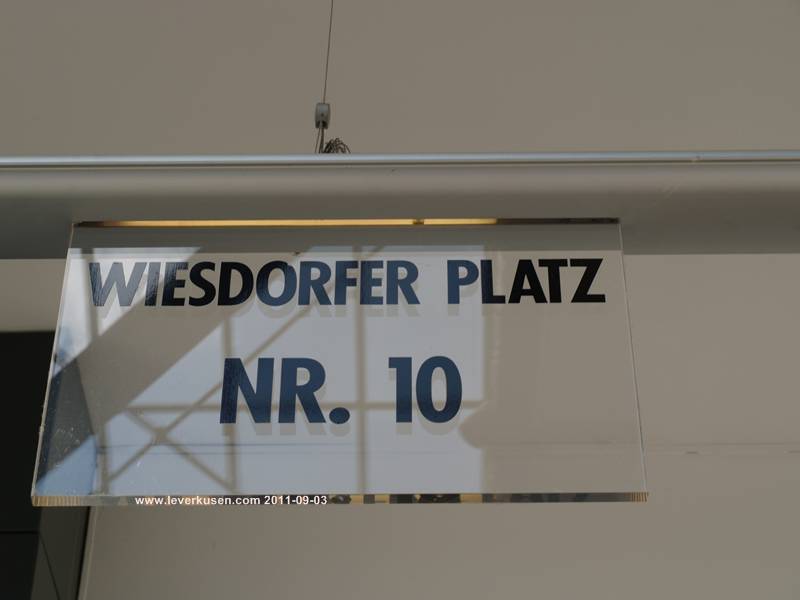 WIESDORFER PLATZ
NR. 10
www.leverkusen.com 2011-09-03